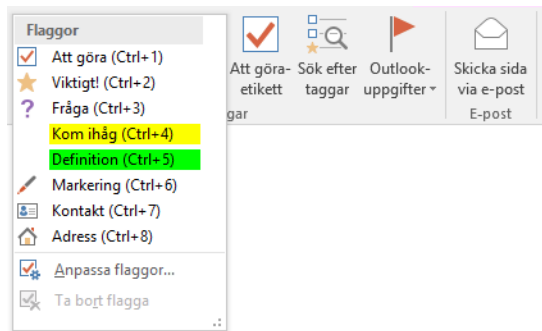 Flaggor
Att göra (Ctrl+1)
Viktigt! (Ctrl+2)
Fråga (Ctrl+3)
Kom ihåg (Ctrl+4)
Definition (Ctrl+5)
Markering (Ctrl+6)
Kontakt (Ctrl+7)
Adress (Ctrl+8)
Anpassa flaggor...
Ta bort flagga
Att göra-
etikett
Sök efter
taggar
Outlook-
uppgifter
Skicka sida
via e-post
gar
E-post